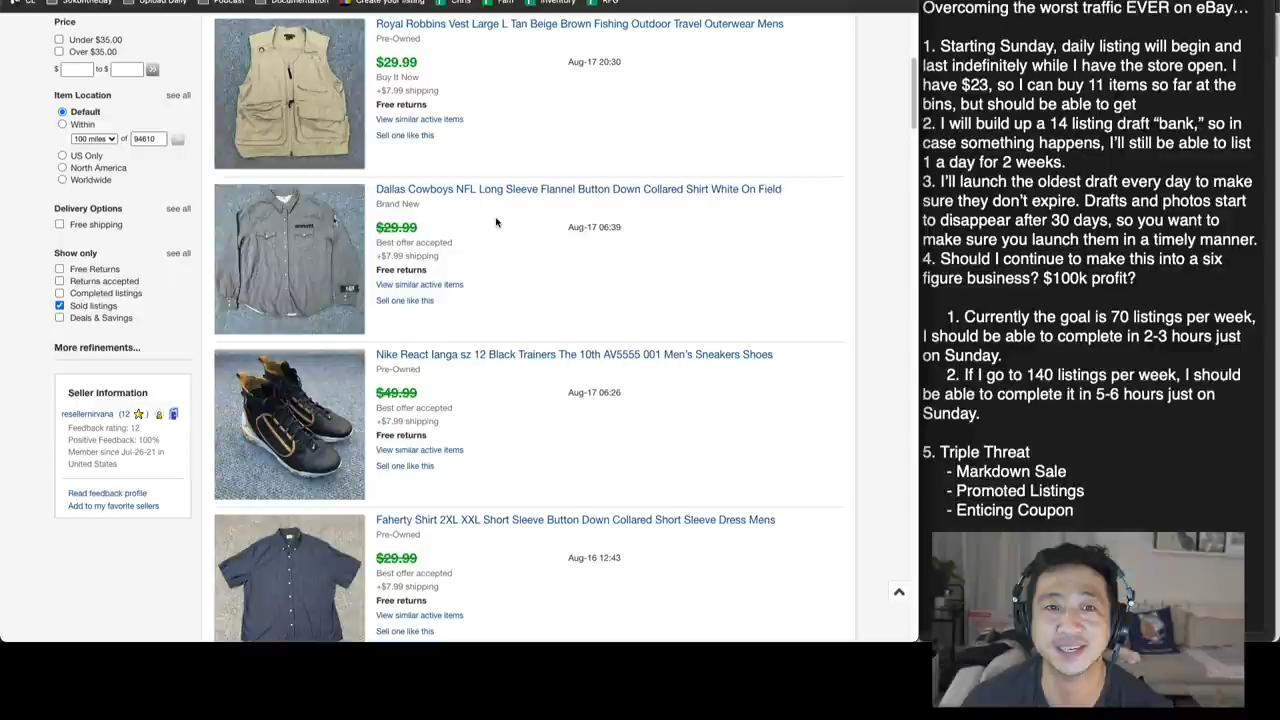 Upload Daily
Podcast
Documentation
Create your listing
Chris
Fam
Inventory
RPG
Price
Under $35.00
Over $35.00
$ to $
Item Location see all
Default
Within
100 miles of 94610
US Only
North America
Worldwide
Delivery Options see all
Free shipping
Show only see all
Free Returns
Returns accepted
Completed listings
Sold listings
Deals & Savings
More refinements...
Seller Information
resellernirvana (12
Feedback rating: 12
Positive Feedback: 100%
Member since Jul-26-21 in
United States
Read feedback profile
Add to my favorite sellers
Royal Robbins Vest Large L Tan Beige Brown Fishing Outdoor Travel Outerwear Mens
Pre-Owned
$29.99 Aug-17 20:30
Buy It Now
+$7.99 shipping
Free returns
View similar active items
Sell one like this
Dallas Cowboys NFL Long Sleeve Flannel Button Down Collared Shirt White On Field
Brand New
$29.99 Aug-17 06:39
Best offer accepted
+$7.99 shipping
Free returns
View similar active items
Sell one like this
Nike React Ianga sz 12 Black Trainers The 10th AV5555 001 Men's Sneakers Shoes
Pre-Owned
$49.99 Aug-17 06:26
Best offer accepted
+$7.99 shipping
Free returns
View similar active items
Sell one like this
Faherty Shirt 2XL XXL Short Sleeve Button Down Collared Short Sleeve Dress Mens
Pre-Owned
$29.99 Aug-16 12:43
Best offer accepted
+$7.99 shipping
Free returns
View similar active items
Sell one like this
Overcoming the worst traffic EVER on eBay…
1. Starting Sunday, daily listing will begin and
last indefinitely while I have the store open. I
have $23, so I can buy 11 items so far at the
bins, but should be able to get
2. I will build up a 14 listing draft “bank,” so in
case something happens, I’ll still be able to list
1 a day for 2 weeks.
3. I’ll launch the oldest draft every day to make
sure they don’t expire. Drafts and photos start
to disappear after 30 days, so you want to
make sure you launch them in a timely manner.
4. Should I continue to make this into a six
figure business? $100k profit?
1. Currently the goal is 70 listings per week,
I should be able to complete in 2-3 hours just
on Sunday.
2. If I go to 140 listings per week, I should
be able to complete it in 5-6 hours just on
Sunday.
5. Triple Threat
- Markdown Sale
- Promoted Listings
- Enticing Coupon